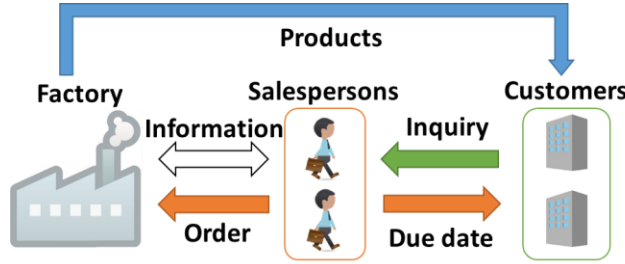 Products
Factory
Salespersons
Customers
Information
Inquiry
Order
Due date